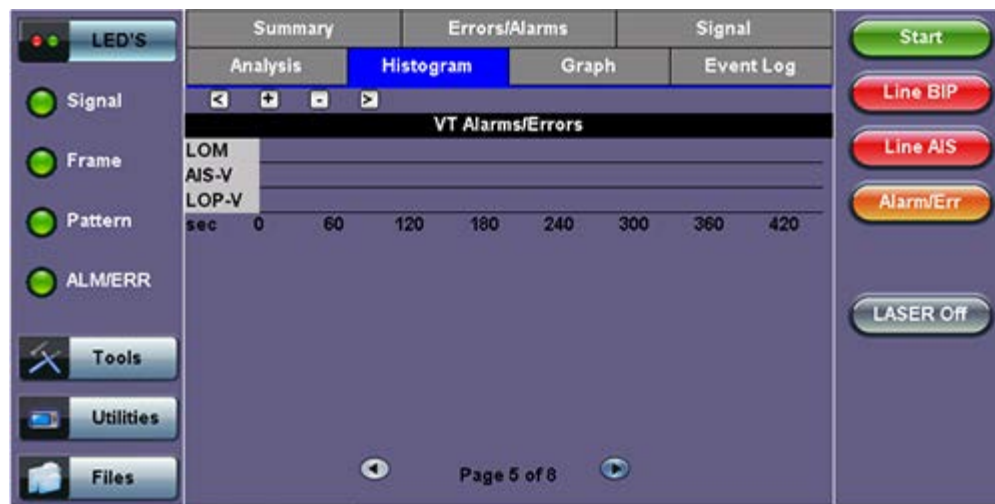 LED'S
Signal
Frame
Pattern
ALM/ERR
Tools
Utilities
Files
Summary Errors/Alarms Signal
Analysis Histogram Graph Event Log
< + - >
VT Alarms/Errors
LOM
AIS-V
LOP-V
sec 0 60 120 180 240 300 360 420
Page 5 of 8
Start
Line BIP
Line AIS
Alarm/Err
LASER Off